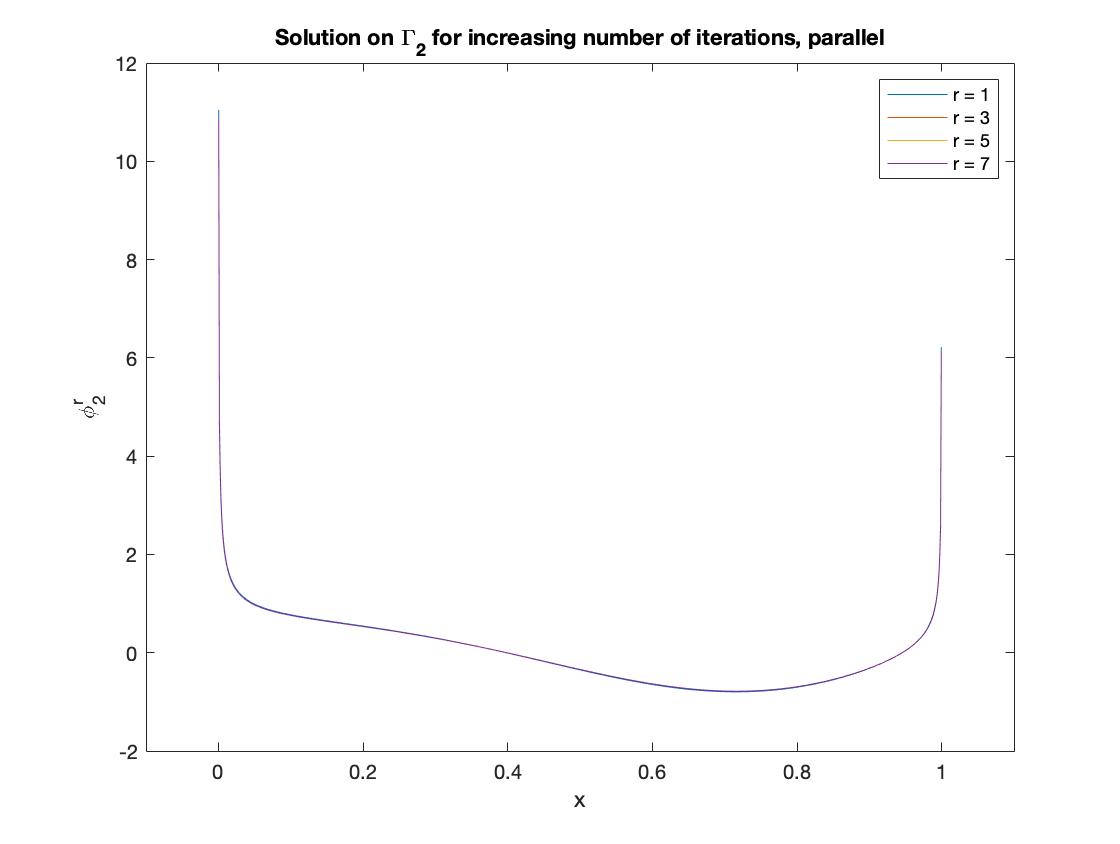 Solution on Γ₂ for increasing number of iterations, parallel
12
10
8
6
4
2
0
-2
ϕ₂ʳ
r = 1
r = 3
r = 5
r = 7
0
0.2
0.4
0.6
0.8
1
x